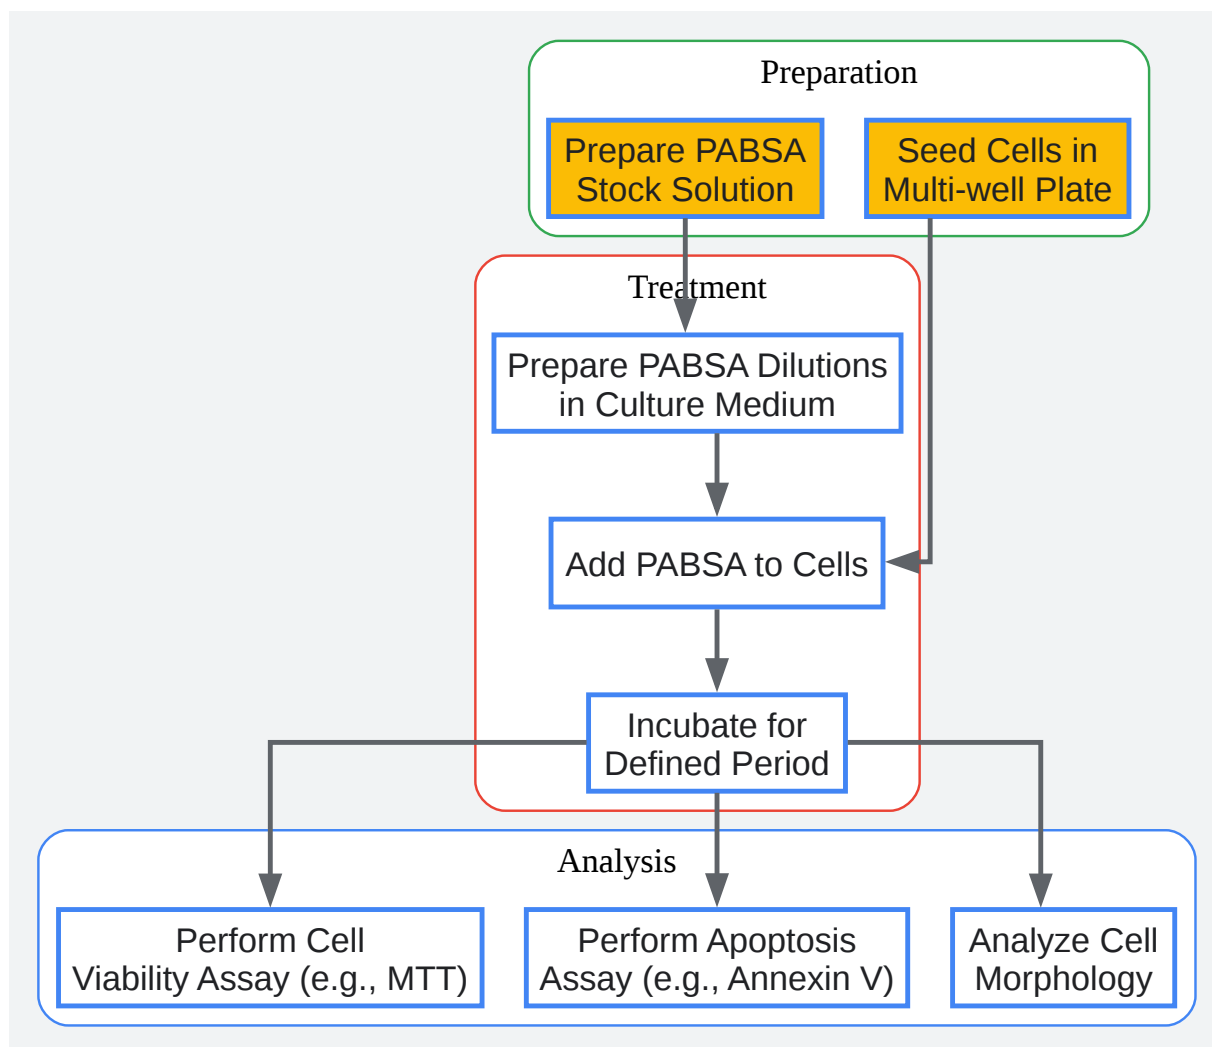 Preparation
Prepare PABSA
Stock Solution
Seed Cells in
Multi-well Plate
Treatment
Prepare PABSA Dilutions
in Culture Medium
Add PABSA to Cells
Incubate for
Defined Period
Analysis
Perform Cell
Viability Assay (e.g., MTT)
Perform Apoptosis
Assay (e.g., Annexin V)
Analyze Cell
Morphology